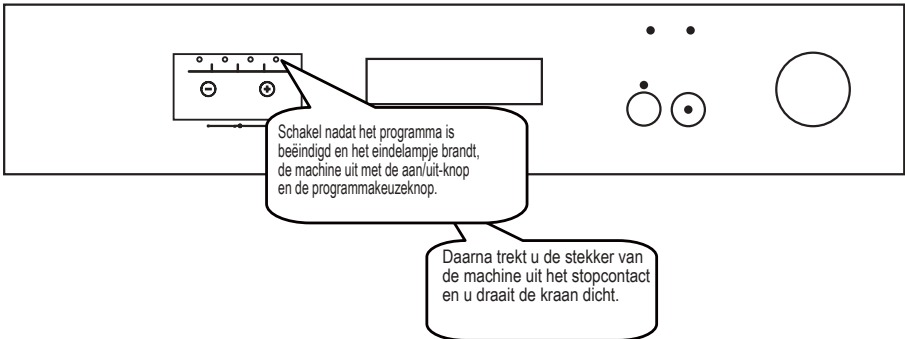 Schakel nadat het programma is
beëindigd en het eindelampje brandt,
de machine uit met de aan/uit-knop
en de programmakeuzeknop.
Daarna trekt u de stekker van
de machine uit het stopcontact
en u draait de kraan dicht.